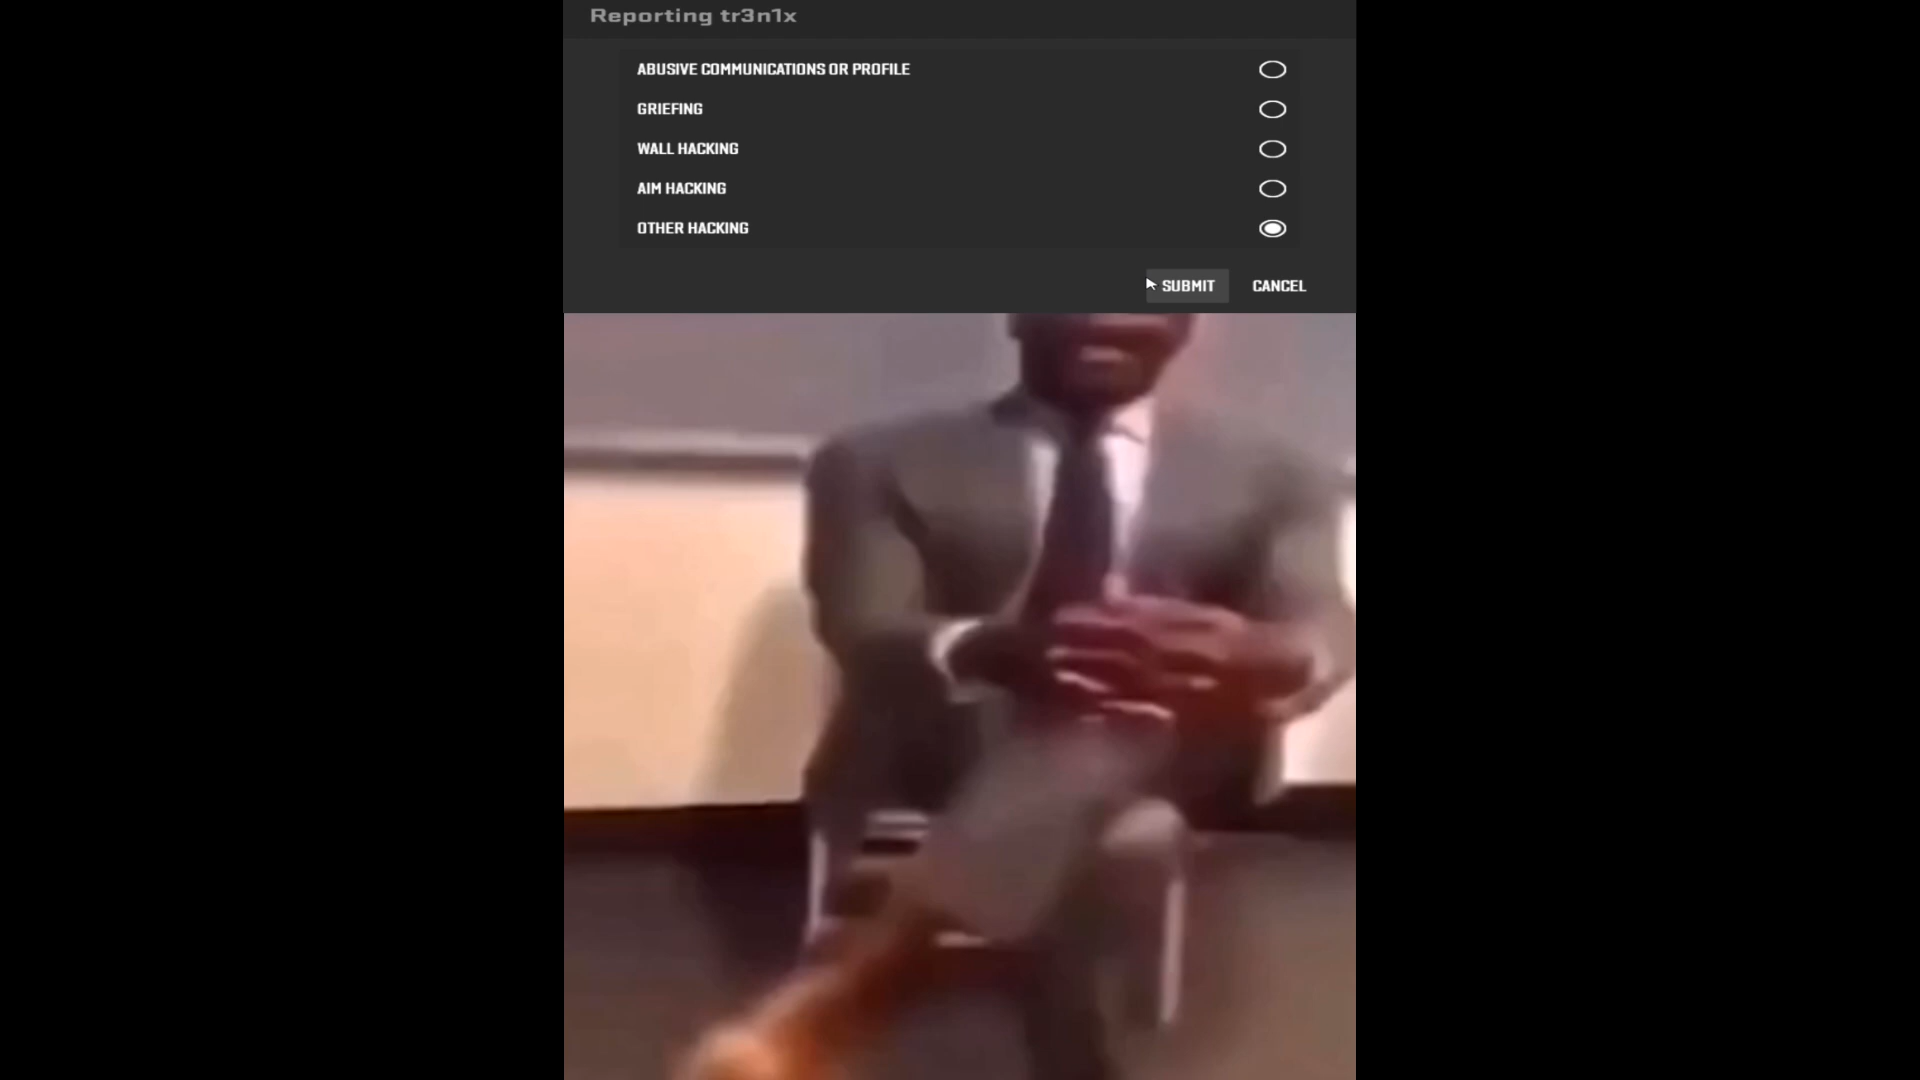 Reporting tr3n1x
ABUSIVE COMMUNICATIONS OR PROFILE
GRIEFING
WALL HACKING
AIM HACKING
OTHER HACKING
SUBMIT CANCEL